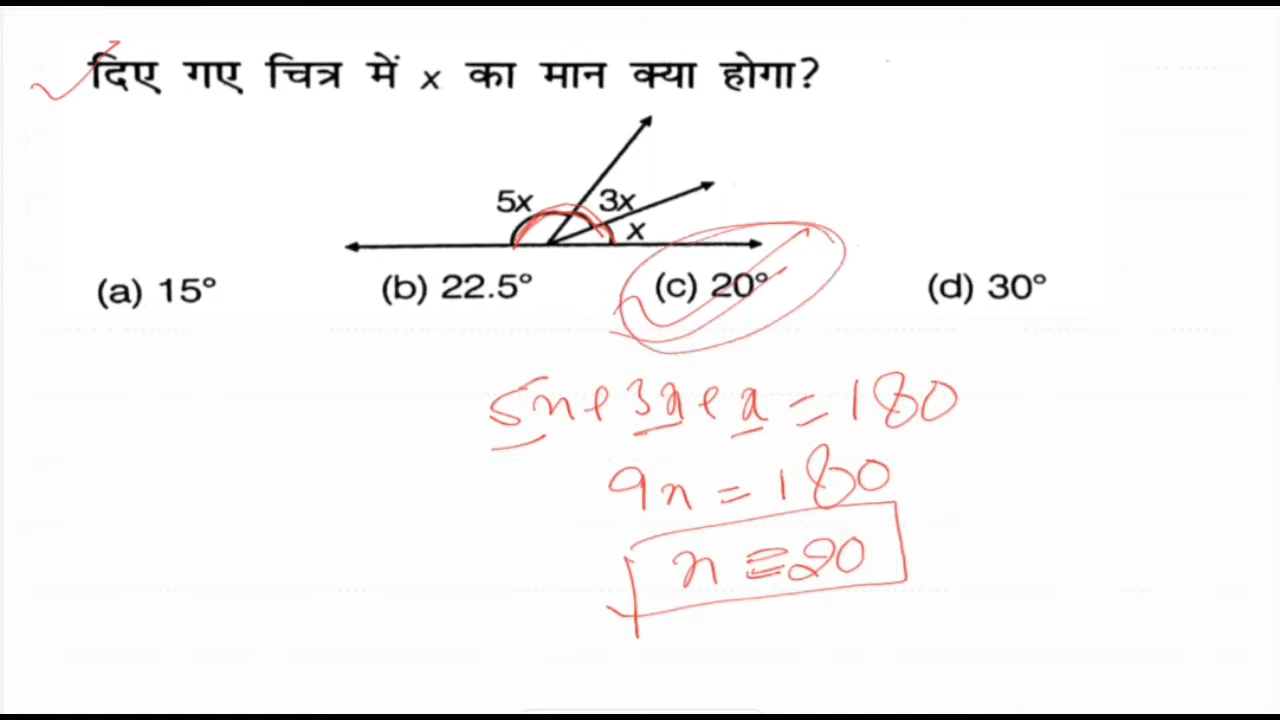 दिए गए चित्र में x का मान क्या होगा?
5x 3x
x
(a) 15° (b) 22.5° (c) 20° (d) 30°
5x+3x+x=180
9x=180
x=20